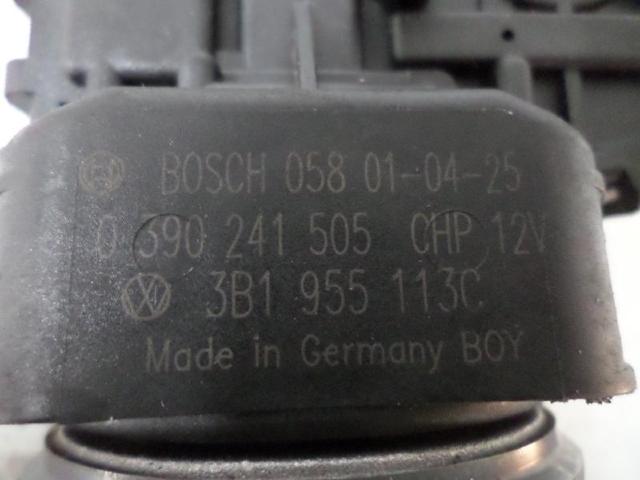 BOSCH 058 01-04-25
0 390 241 505 CHP 12V
3B1 955 113C
Made in Germany BOY